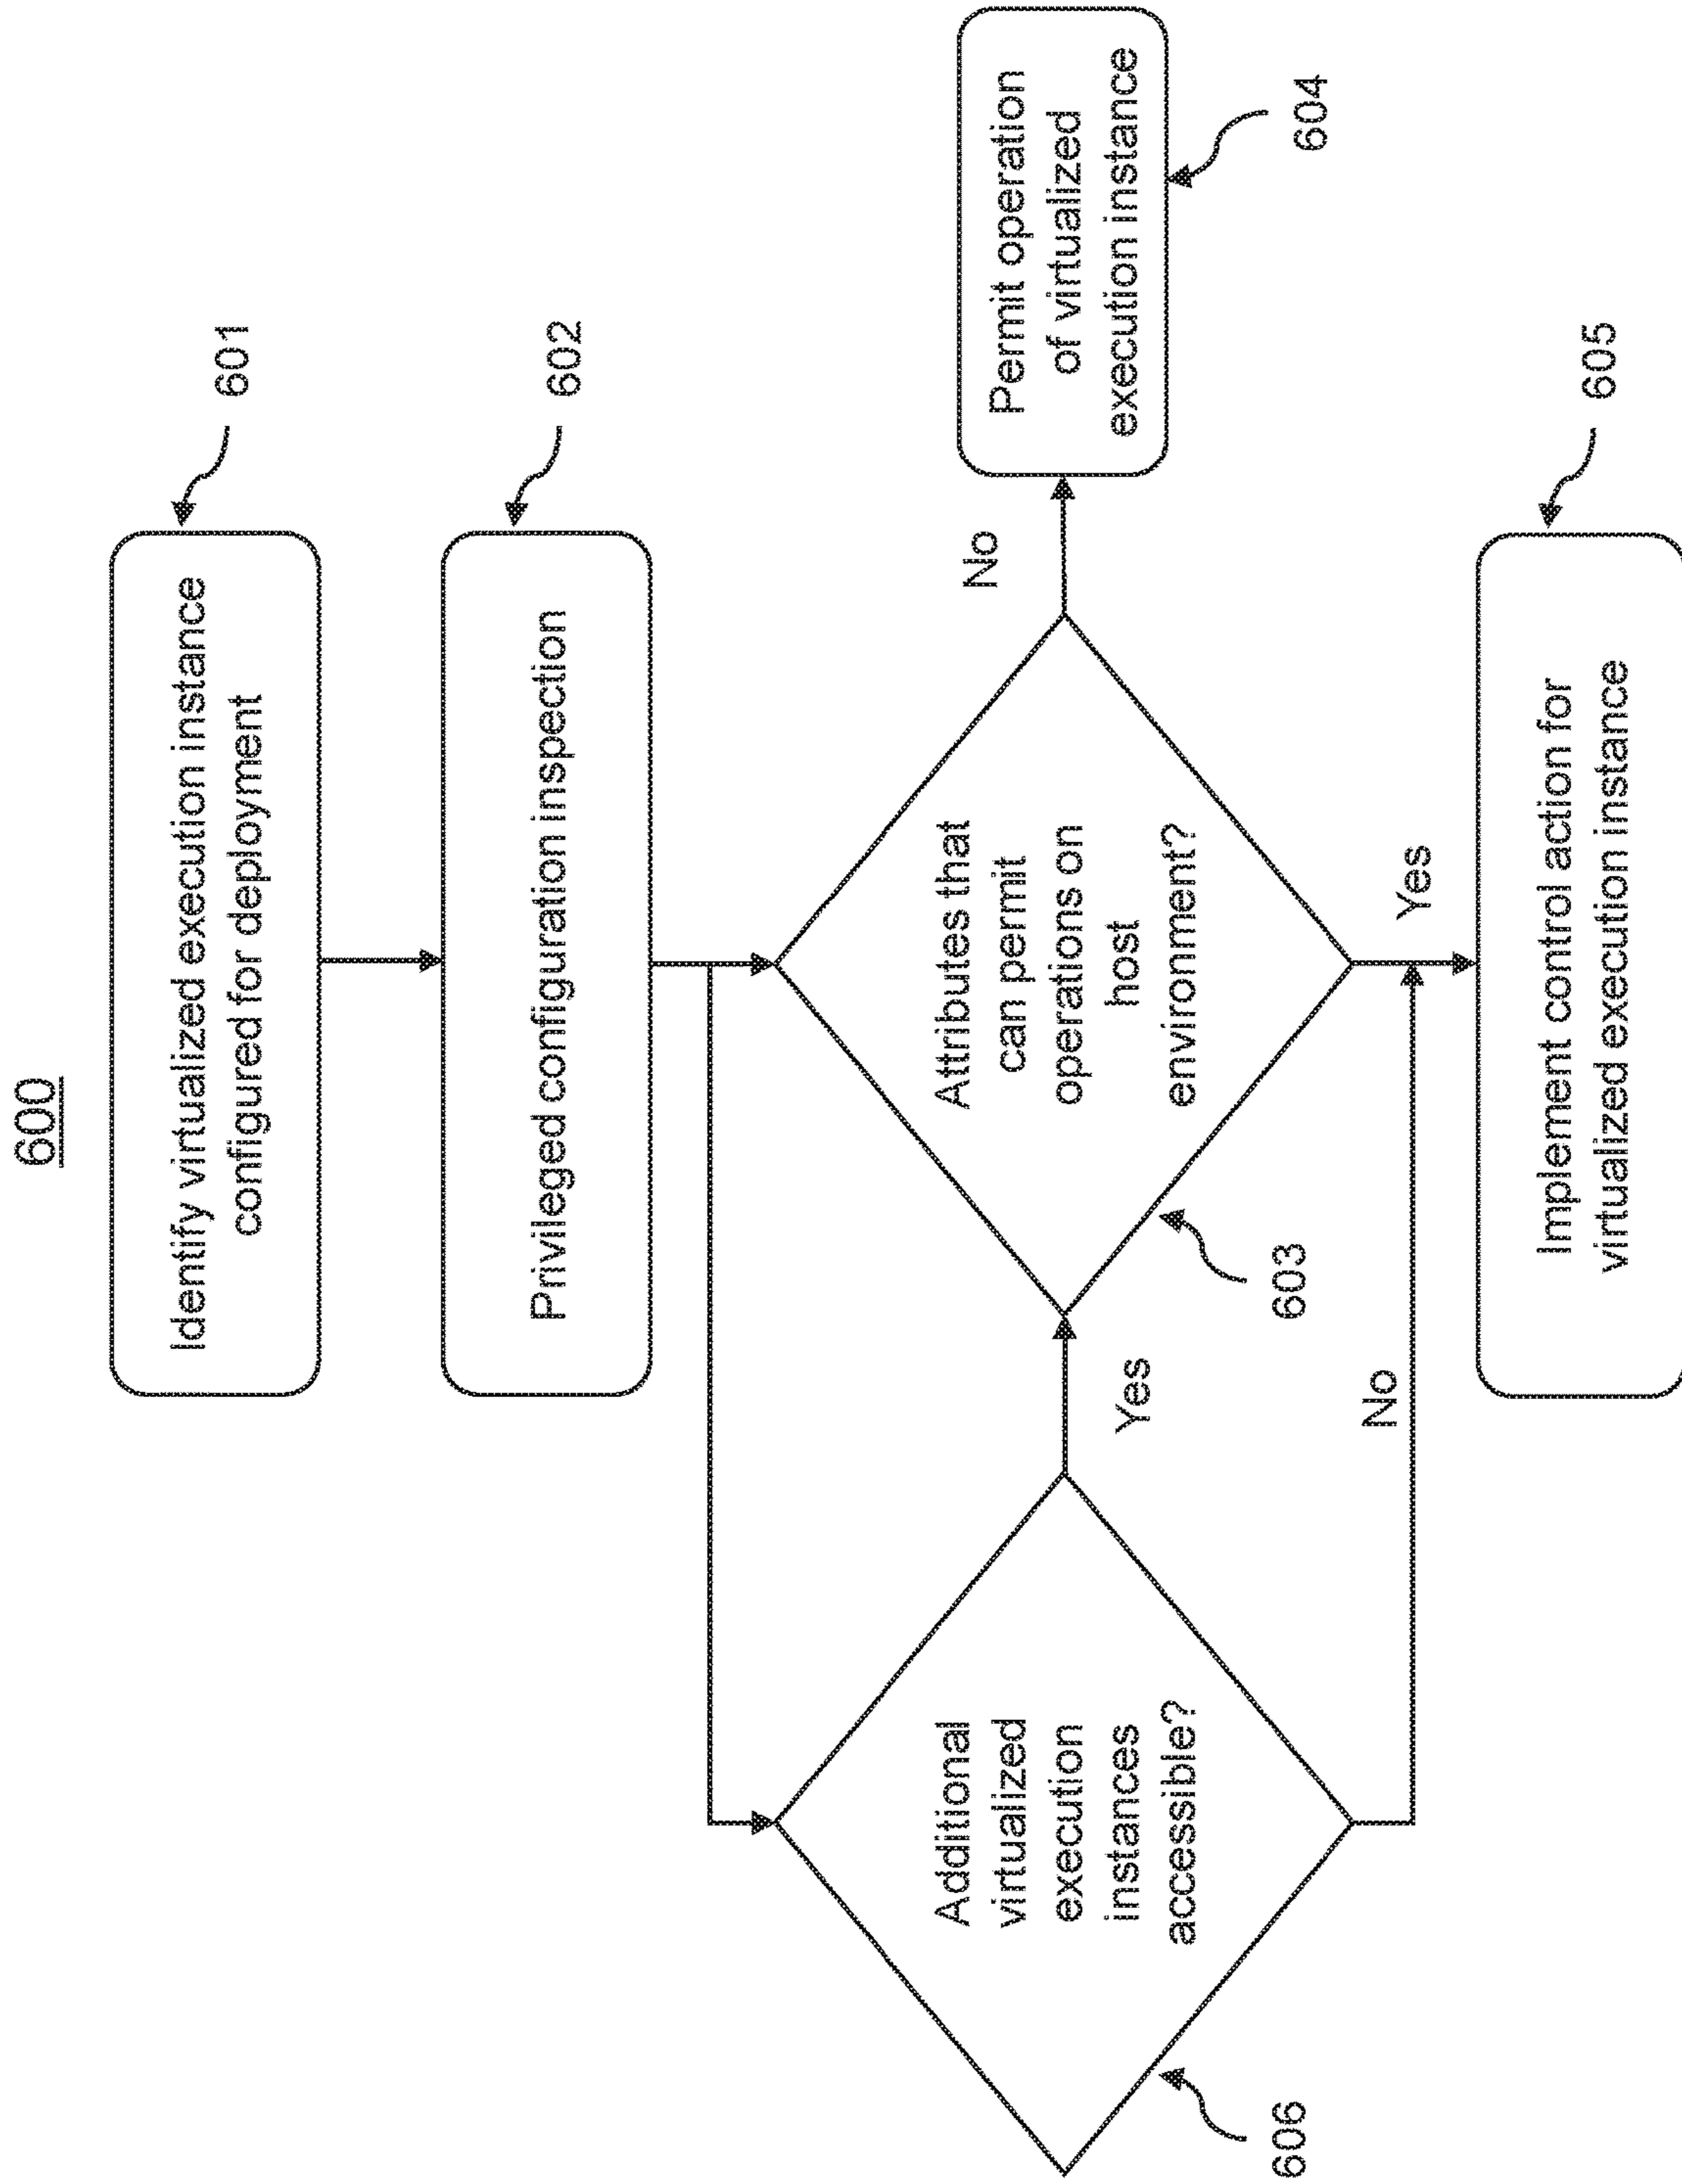 600
Identify virtualized execution instance
configured for deployment
601
Privileged configuration inspection
602
Additional
virtualized
execution
instances
accessible?
606
Yes
Attributes that
can permit
operations on
host
environment?
603
No
Permit operation
of virtualized
execution instance
604
No
Yes
Implement control action for
virtualized execution instance
605